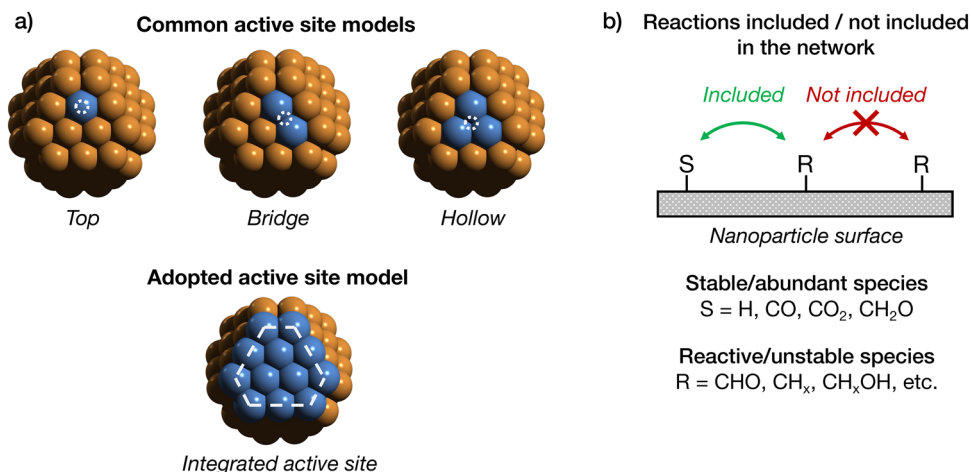 a)
Common active site models
Top
Bridge
Hollow
Adopted active site model
Integrated active site
b)
Reactions included / not included
in the network
Included
Not included
S
R
R
Nanoparticle surface
Stable/abundant species
S = H, CO, CO₂, CH₂O
Reactive/unstable species
R = CHO, CHₓ, CHₓOH, etc.